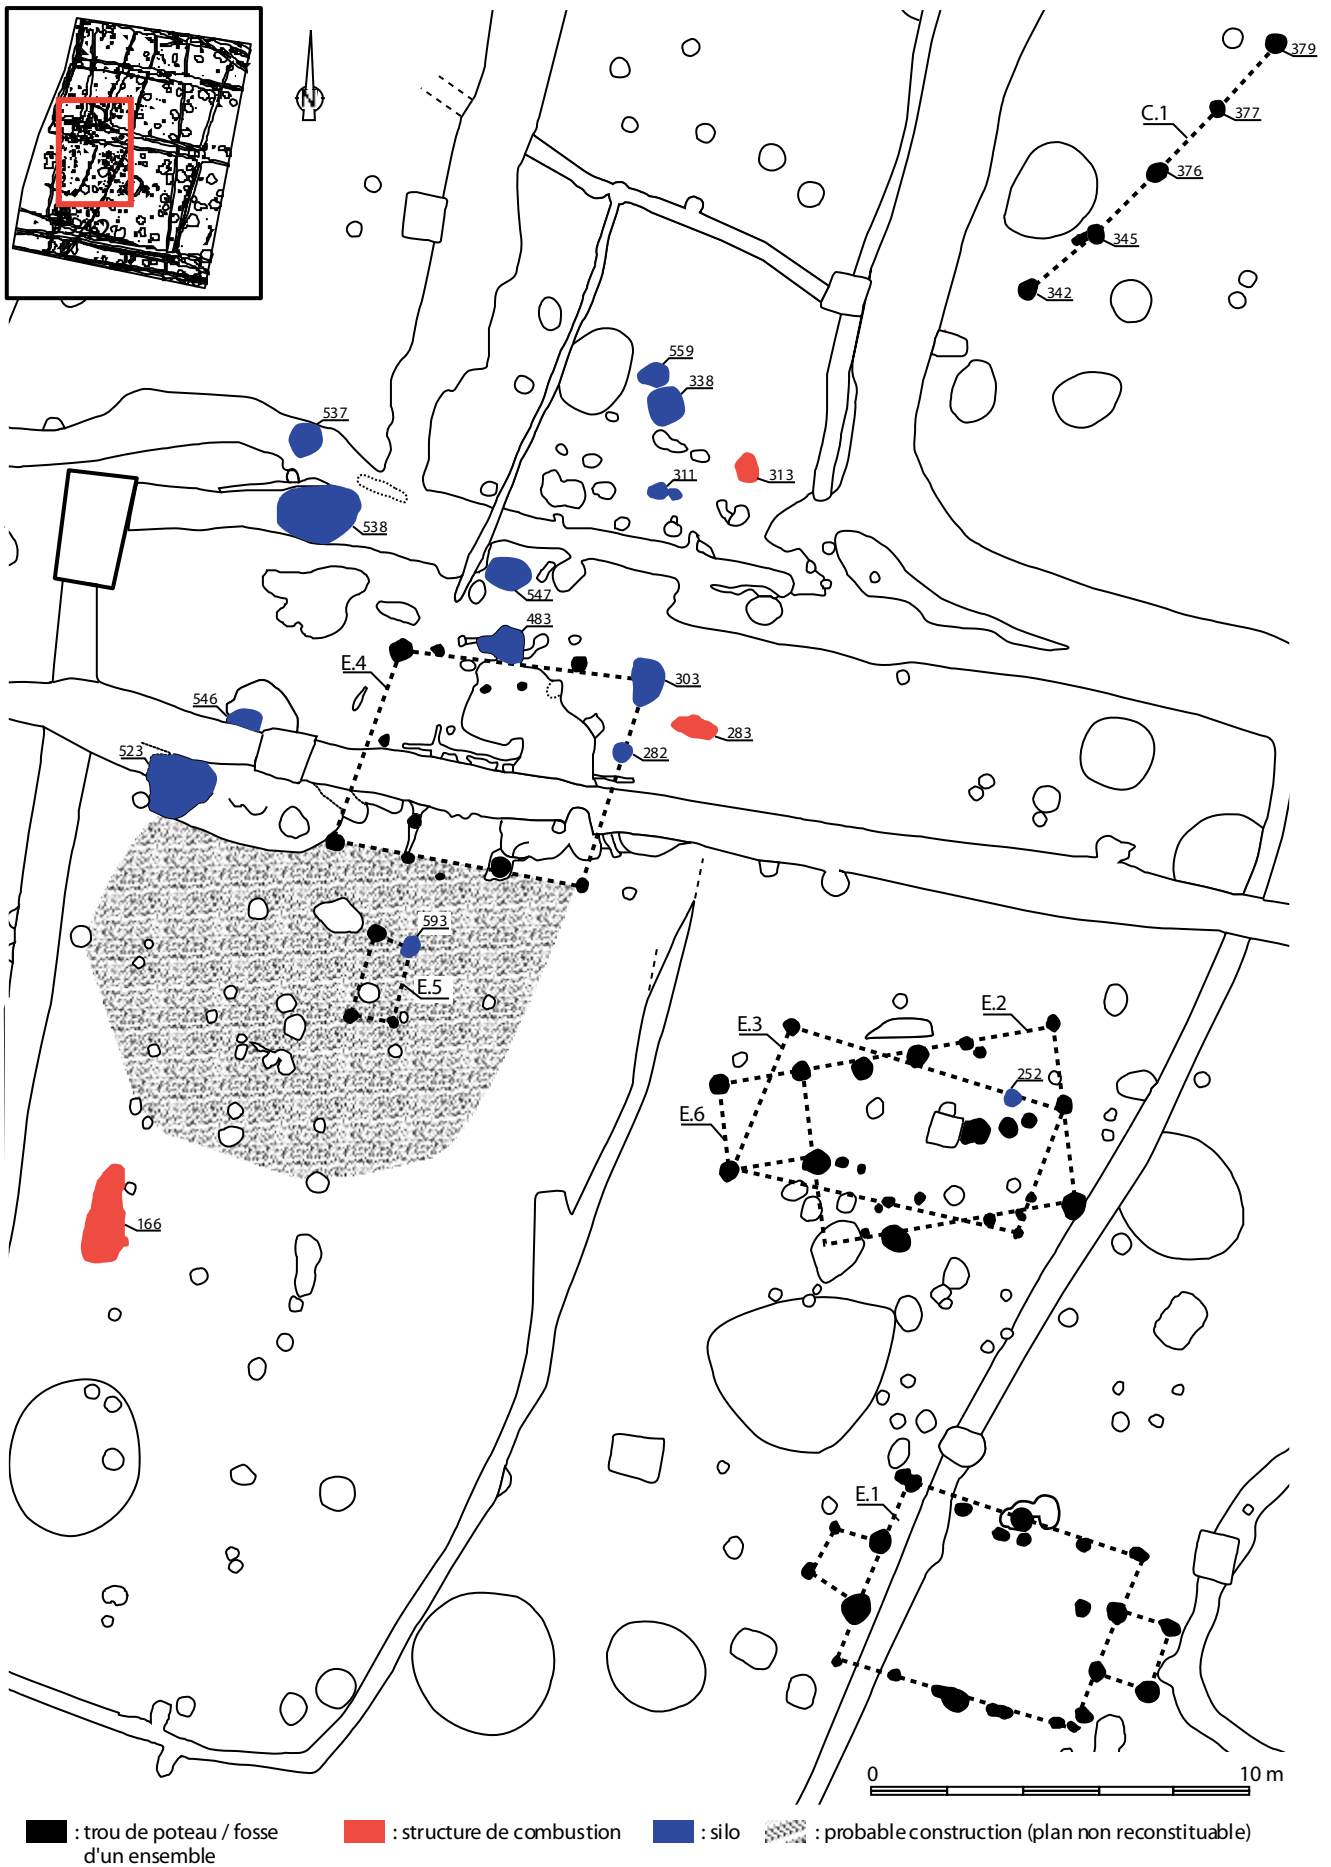 379
377
C.1
376
345
342
559
338
537
313
311
538
547
483
E.4
303
546
283
282
523
593
E.5
E.2
E.3
252
E.6
166
E.1
0 10 m
: trou de poteau / fosse d'un ensemble
: structure de combustion
: silo
: probable construction (plan non reconstituable)